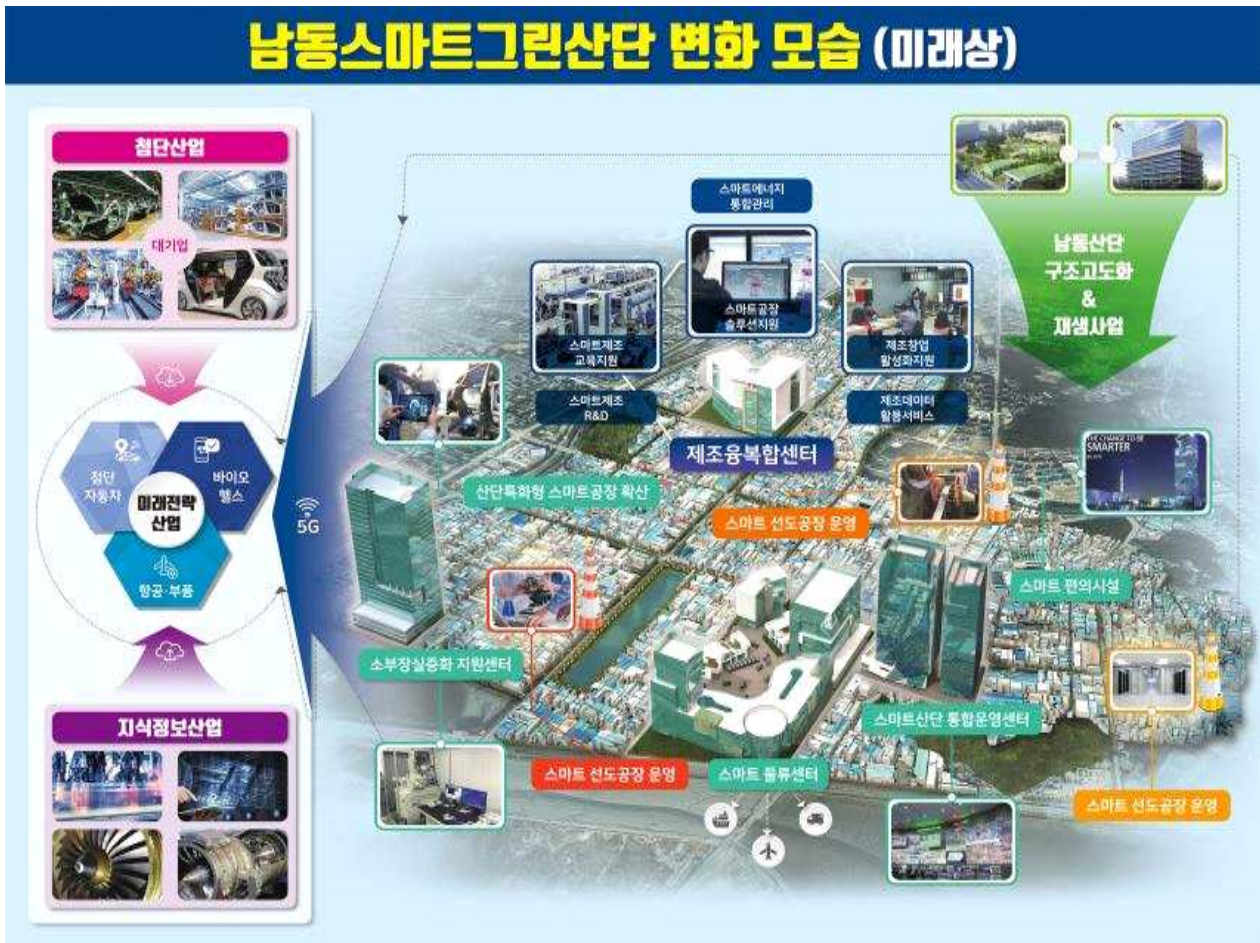 남동스마트그린산단 변화 모습 (미래상)
첨단산업
대기업
첨단
자동차
바이오
헬스
미래전략
산업
항공·부품
5G
지식정보산업
스마트에너지
통합관리
스마트공장
솔루션지원
스마트제조
교육지원
제조창업
활성화지원
스마트제조
R&D
제조데이터
활용서비스
제조융복합센터
남동산단
구조고도화
&
재생사업
THE CHANGE TO BE
SMARTER
산단특화형 스마트공장 확산
스마트 선도공장 운영
스마트 편의시설
소부장실증화 지원센터
스마트산단 통합운영센터
스마트 선도공장 운영
스마트 물류센터
스마트 선도공장 운영